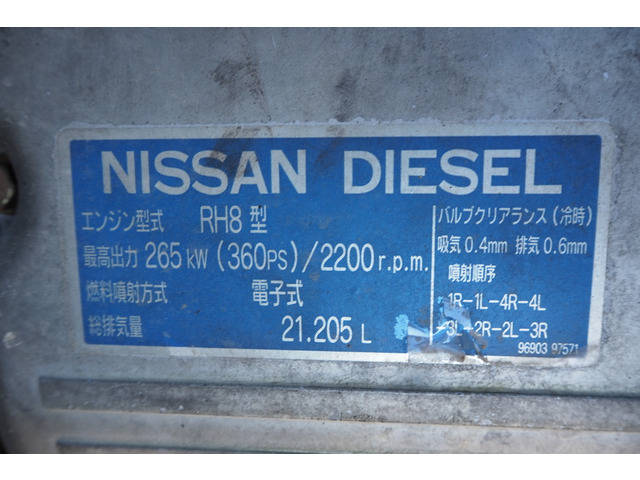 NISSAN DIESEL
エンジン型式 RH8 型
最高出力 265 kW (360PS)/2200 r.p.m.
燃料噴射方式 電子式
総排気量 21.205 L
バルブクリアランス (冷時)
吸気 0.4mm 排気 0.6mm
噴射順序
1R-1L-4R-4L
-3L-2R-2L-3R
96903 97571